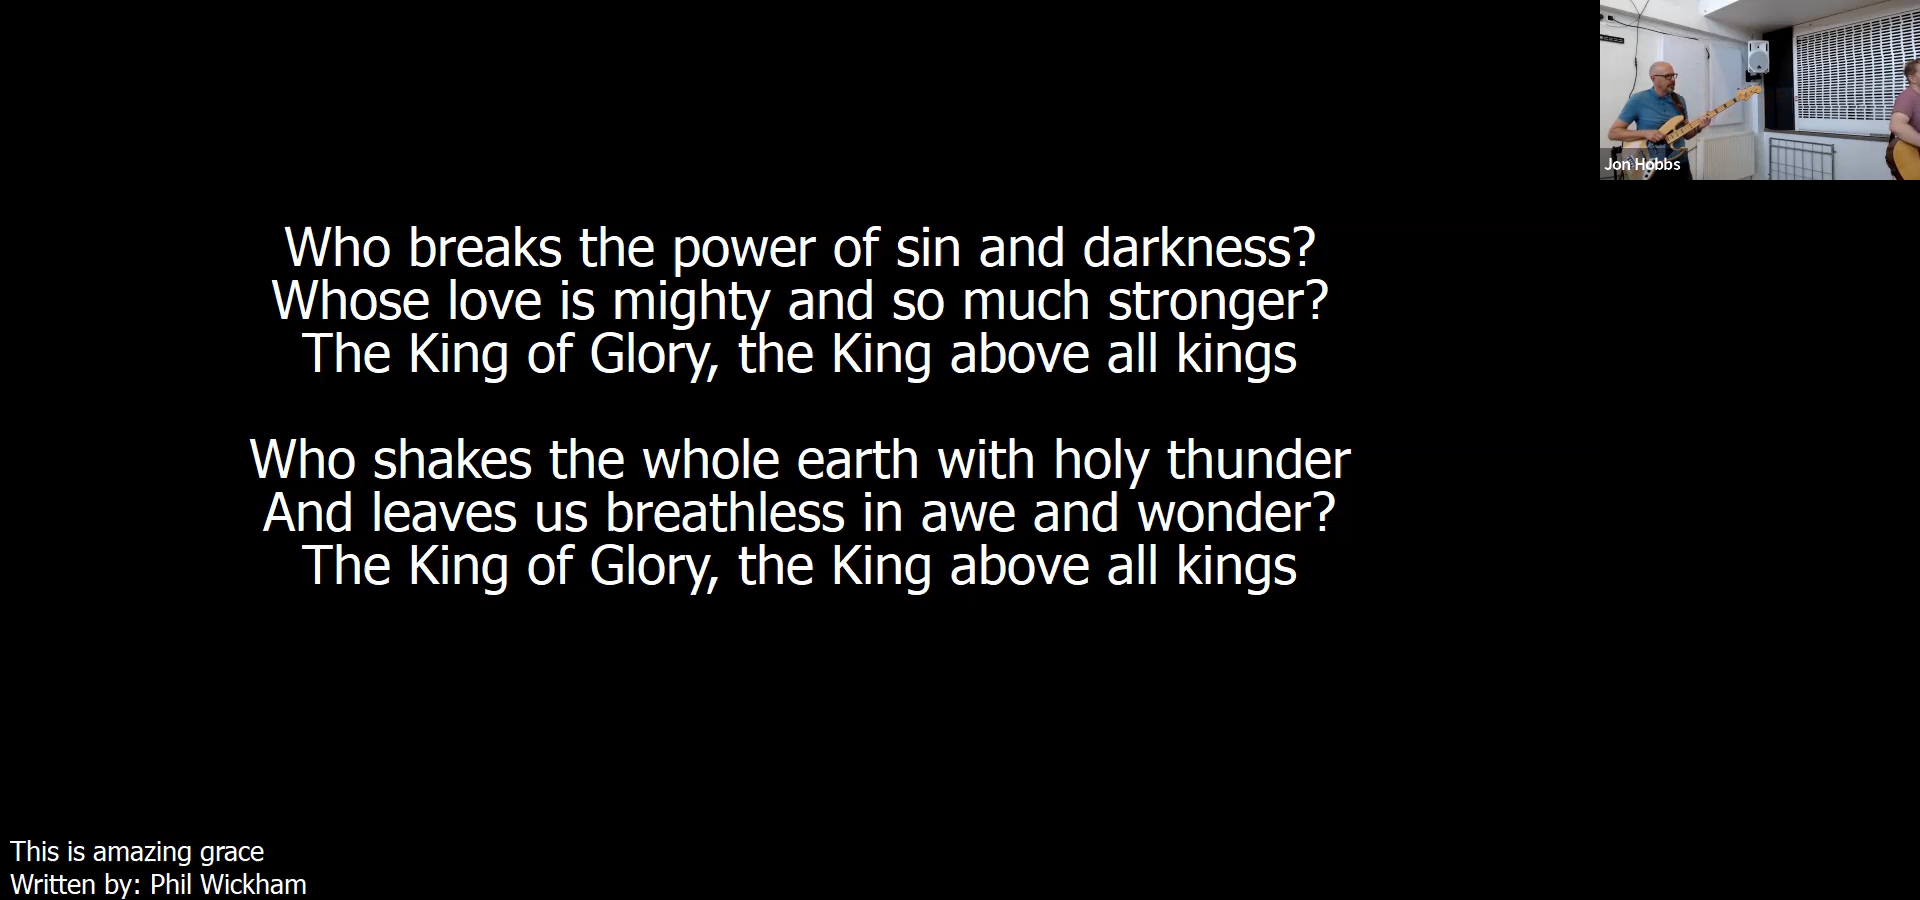 Jon Hobbs
Who breaks the power of sin and darkness?
Whose love is mighty and so much stronger?
The King of Glory, the King above all kings
Who shakes the whole earth with holy thunder
And leaves us breathless in awe and wonder?
The King of Glory, the King above all kings
This is amazing grace
Written by: Phil Wickham